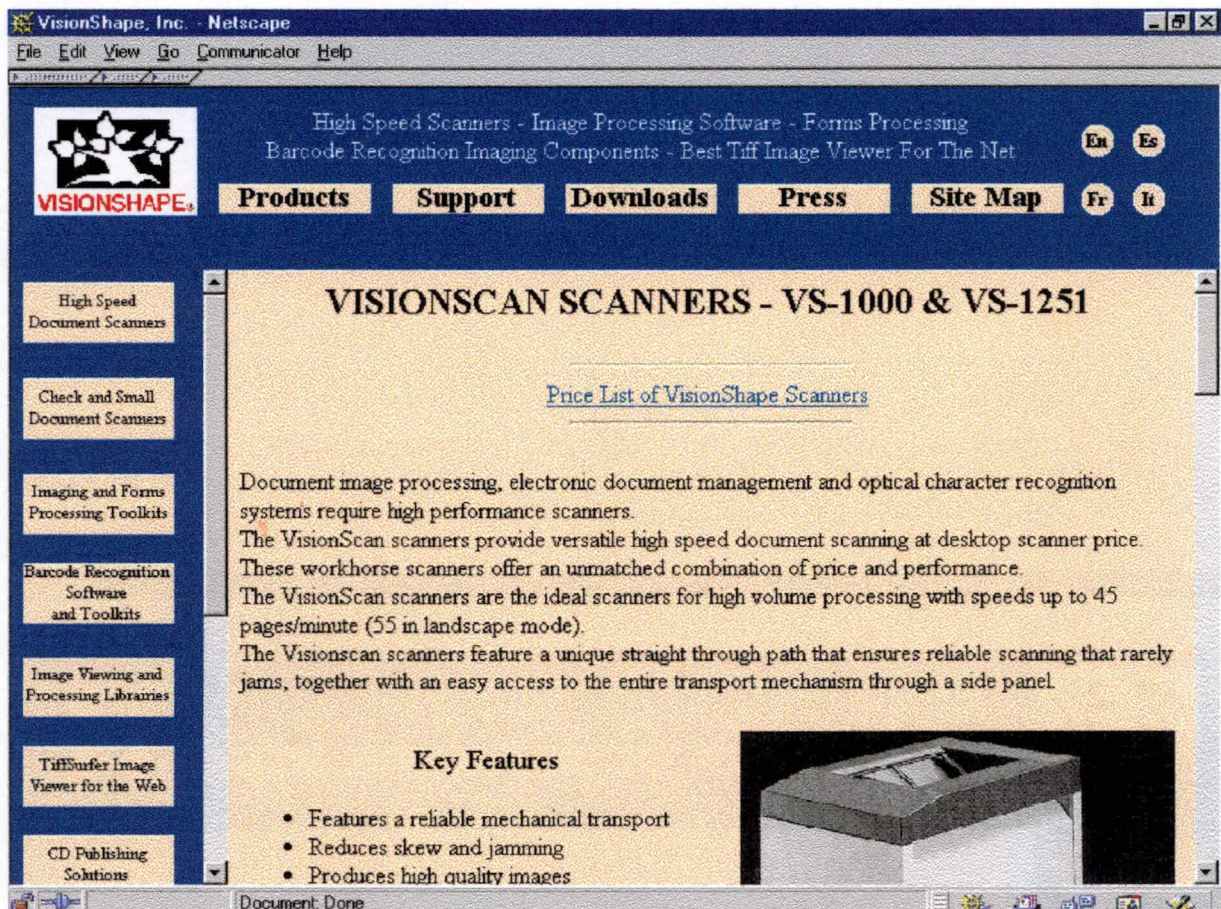 VisionShape, Inc. - Netscape
File Edit View Go Communicator Help
VISIONSHAPE
High Speed Scanners - Image Processing Software - Forms Processing
Barcode Recognition Imaging Components - Best Tiff Image Viewer For The Net
En Es
Products Support Downloads Press Site Map Fr It
High Speed
Document Scanners
Check and Small
Document Scanners
Imaging and Forms
Processing Toolkits
Barcode Recognition
Software
and Toolkits
Image Viewing and
Processing Librairies
TiffSurfer Image
Viewer for the Web
CD Publishing
Solutions
VISIONSCAN SCANNERS - VS-1000 & VS-1251
Price List of VisionShape Scanners
Document image processing, electronic document management and optical character recognition
systems require high performance scanners.
The VisionScan scanners provide versatile high speed document scanning at desktop scanner price.
These workhorse scanners offer an unmatched combination of price and performance.
The VisionScan scanners are the ideal scanners for high volume processing with speeds up to 45
pages/minute (55 in landscape mode).
The Visionscan scanners feature a unique straight through path that ensures reliable scanning that rarely
jams, together with an easy access to the entire transport mechanism through a side panel.
Key Features
• Features a reliable mechanical transport
• Reduces skew and jamming
• Produces high quality images
Document: Done